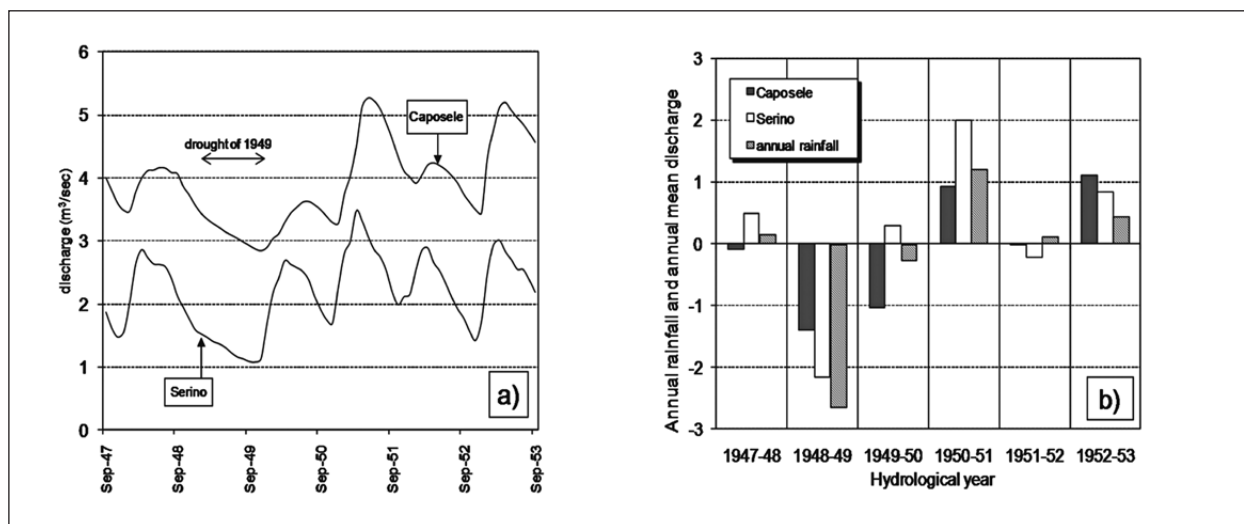 6
5
4
3
2
1
0
discharge (m³/sec)
drought of 1949
Caposele
Serino
a)
Sep-47
Sep-48
Sep-49
Sep-50
Sep-51
Sep-52
Sep-53
3
2
1
0
-1
-2
-3
Annual rainfall and annual mean discharge
Caposele
Serino
annual rainfall
b)
1947-48 1948-49 1949-50 1950-51 1951-52 1952-53
Hydrological year